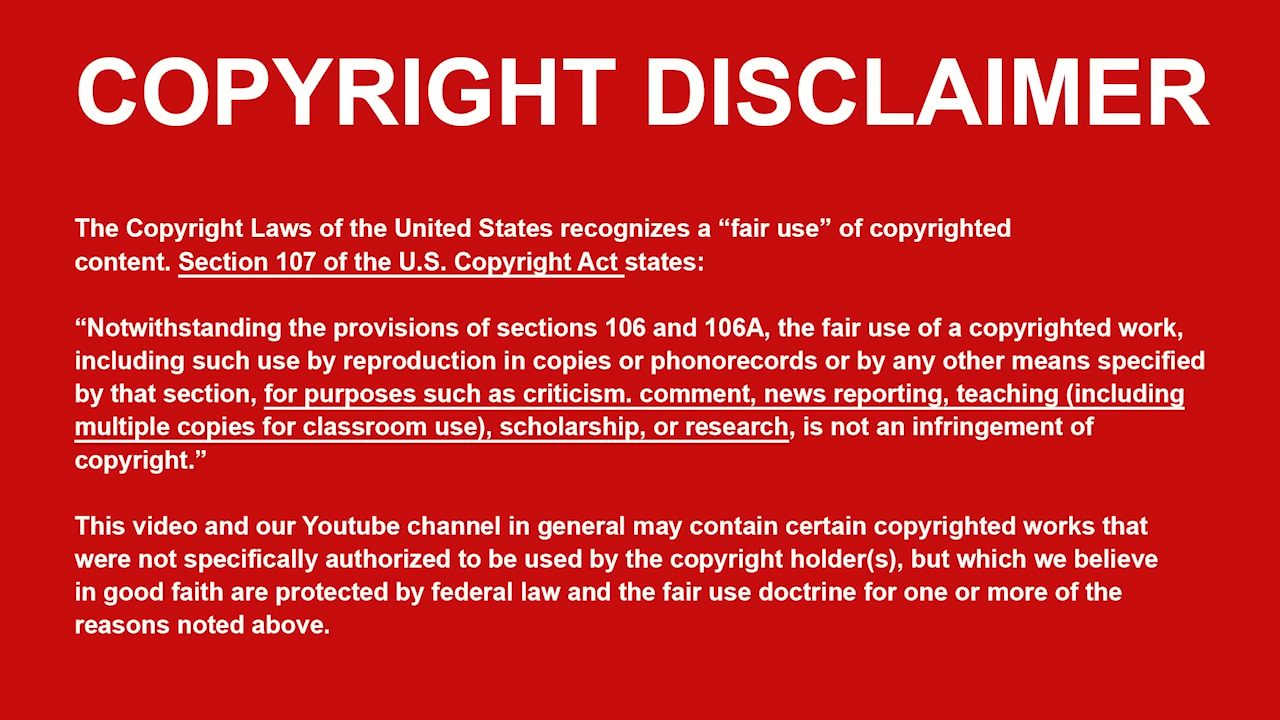 COPYRIGHT DISCLAIMER
The Copyright Laws of the United States recognizes a “fair use” of copyrighted
content. Section 107 of the U.S. Copyright Act states:
“Notwithstanding the provisions of sections 106 and 106A, the fair use of a copyrighted work,
including such use by reproduction in copies or phonorecords or by any other means specified
by that section, for purposes such as criticism. comment, news reporting, teaching (including
multiple copies for classroom use), scholarship, or research, is not an infringement of
copyright.”
This video and our Youtube channel in general may contain certain copyrighted works that
were not specifically authorized to be used by the copyright holder(s), but which we believe
in good faith are protected by federal law and the fair use doctrine for one or more of the
reasons noted above.